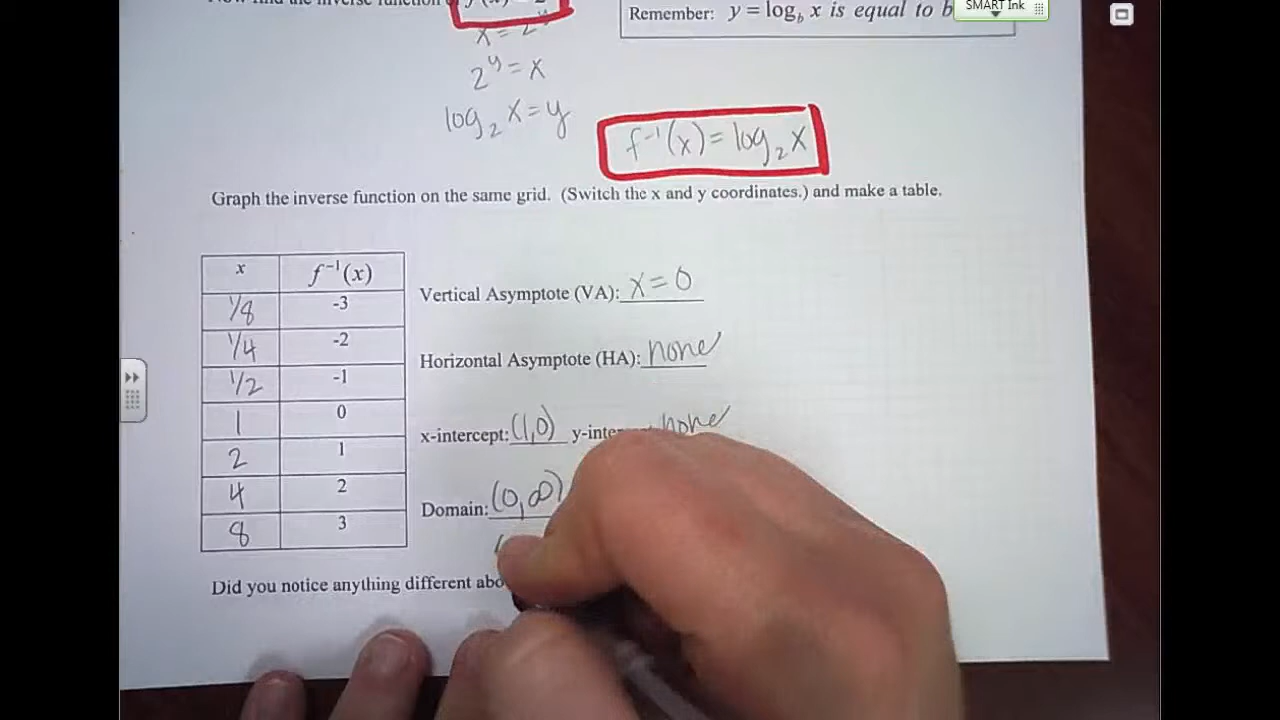 SMART Ink
Remember: y = log_b x is equal to b
x = 2^y
2^y = x
log_2 x = y
f^-1(x) = log_2 x
Graph the inverse function on the same grid. (Switch the x and y coordinates.) and make a table.
x f^-1(x)
1/8 -3
1/4 -2
1/2 -1
1 0
2 1
4 2
8 3
Vertical Asymptote (VA): x = 0
Horizontal Asymptote (HA): none
x-intercept: (1,0) none
Domain: (0,∞)
Did you notice anything different